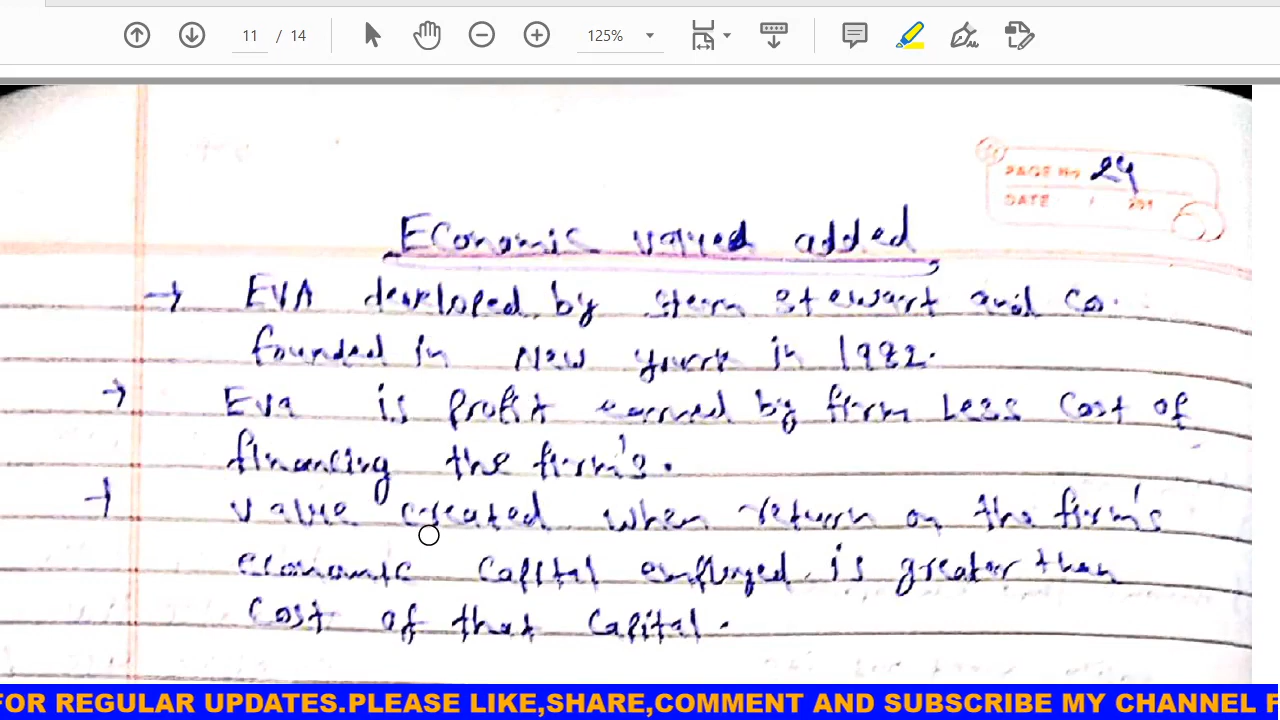 11 / 14
125%
PAGE No 24
DATE / 201
Economic valued added
→ EVA developed by stern stewart and co.
founded in New yourk in 1982.
→ Eva is profit earned by firm Less Cost of
financing the firm's.
→ value created when return on the firm's
economic capital employed is greater than
Cost of that Capital.
FOR REGULAR UPDATES.PLEASE LIKE,SHARE,COMMENT AND SUBSCRIBE MY CHANNEL F